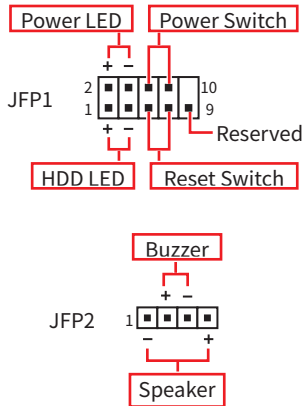 Power LED Power Switch
+ −
2 10
JFP1
1 9
+ − Reserved
HDD LED Reset Switch
Buzzer
+ −
JFP2 1
− +
Speaker